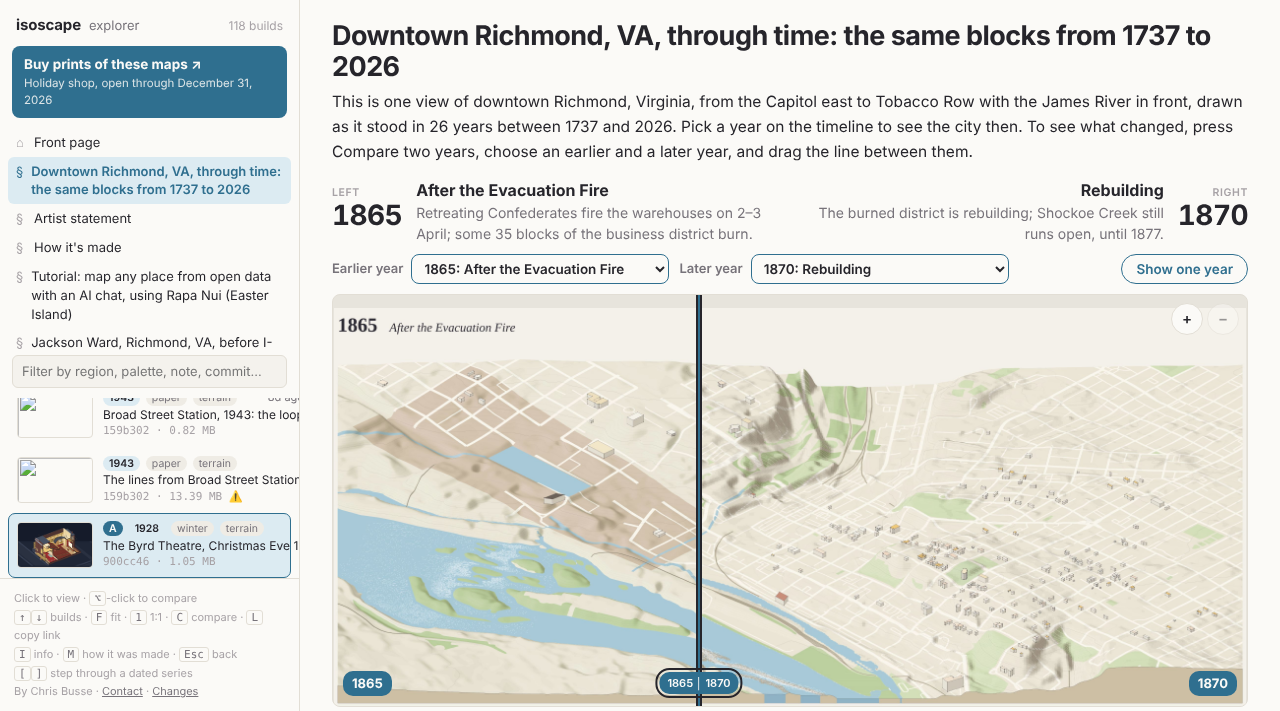 isoscape explorer 118 builds
Buy prints of these maps ↗
Holiday shop, open through December 31,
2026
⌂ Front page
§ Downtown Richmond, VA, through time:
the same blocks from 1737 to 2026
§ Artist statement
§ How it's made
§ Tutorial: map any place from open data
with an AI chat, using Rapa Nui (Easter
Island)
§ Jackson Ward, Richmond, VA, before I-
Filter by region, palette, note, commit...
1943 paper terrain 8d ago
Broad Street Station, 1943: the loop
159b302 · 0.82 MB
1943 paper terrain
The lines from Broad Street Station
159b302 · 13.39 MB ⚠️
A 1928 winter terrain
The Byrd Theatre, Christmas Eve 1
900cc46 · 1.05 MB
Click to view · ⌥-click to compare
↑ ↓ builds · F fit · 1 1:1 · C compare · L
copy link
I info · M how it was made · Esc back
[ ] step through a dated series
By Chris Busse · Contact · Changes
Downtown Richmond, VA, through time: the same blocks from 1737 to
2026
This is one view of downtown Richmond, Virginia, from the Capitol east to Tobacco Row with the James River in front, drawn
as it stood in 26 years between 1737 and 2026. Pick a year on the timeline to see the city then. To see what changed, press
Compare two years, choose an earlier and a later year, and drag the line between them.
LEFT
1865
After the Evacuation Fire
Retreating Confederates fire the warehouses on 2–3
April; some 35 blocks of the business district burn.
Rebuilding
The burned district is rebuilding; Shockoe Creek still
runs open, until 1877.
RIGHT
1870
Earlier year 1865: After the Evacuation Fire Later year 1870: Rebuilding Show one year
1865 After the Evacuation Fire + −
1865 1865 | 1870 1870